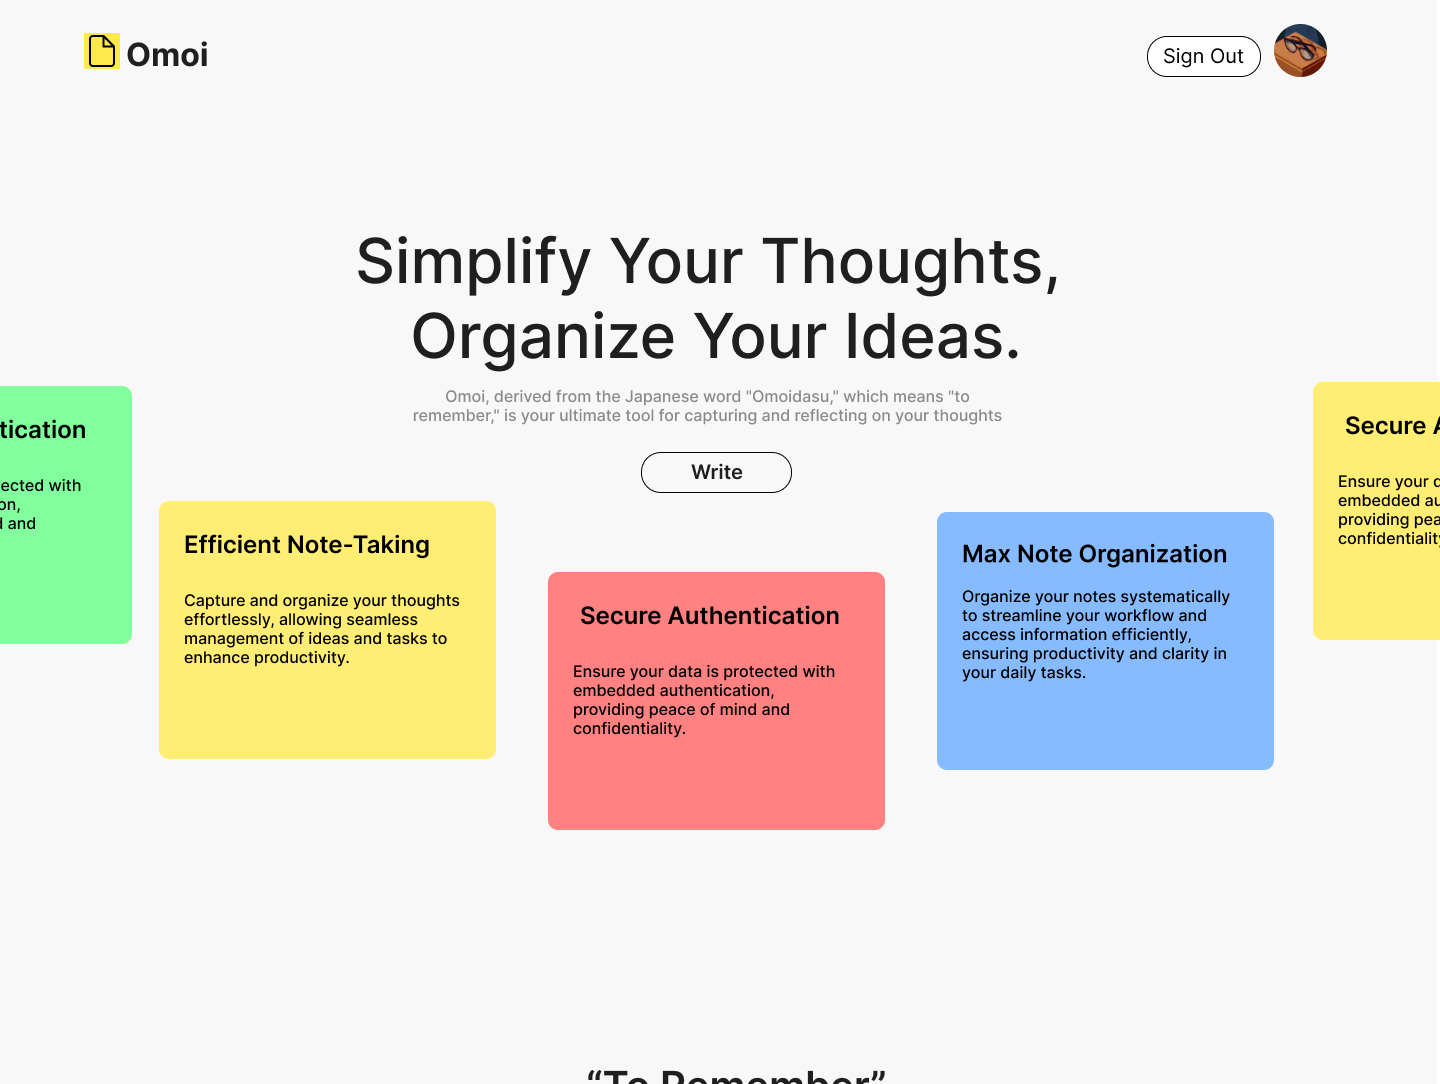 Omoi
Sign Out
Simplify Your Thoughts,
Organize Your Ideas.
Omoi, derived from the Japanese word "Omoidasu," which means "to
remember," is your ultimate tool for capturing and reflecting on your thoughts
Write
tication
ected with
on,
d and
Efficient Note-Taking
Capture and organize your thoughts
effortlessly, allowing seamless
management of ideas and tasks to
enhance productivity.
Secure Authentication
Ensure your data is protected with
embedded authentication,
providing peace of mind and
confidentiality.
Max Note Organization
Organize your notes systematically
to streamline your workflow and
access information efficiently,
ensuring productivity and clarity in
your daily tasks.
Secure A
Ensure your d
embedded au
providing pea
confidentiality
“To Remember”